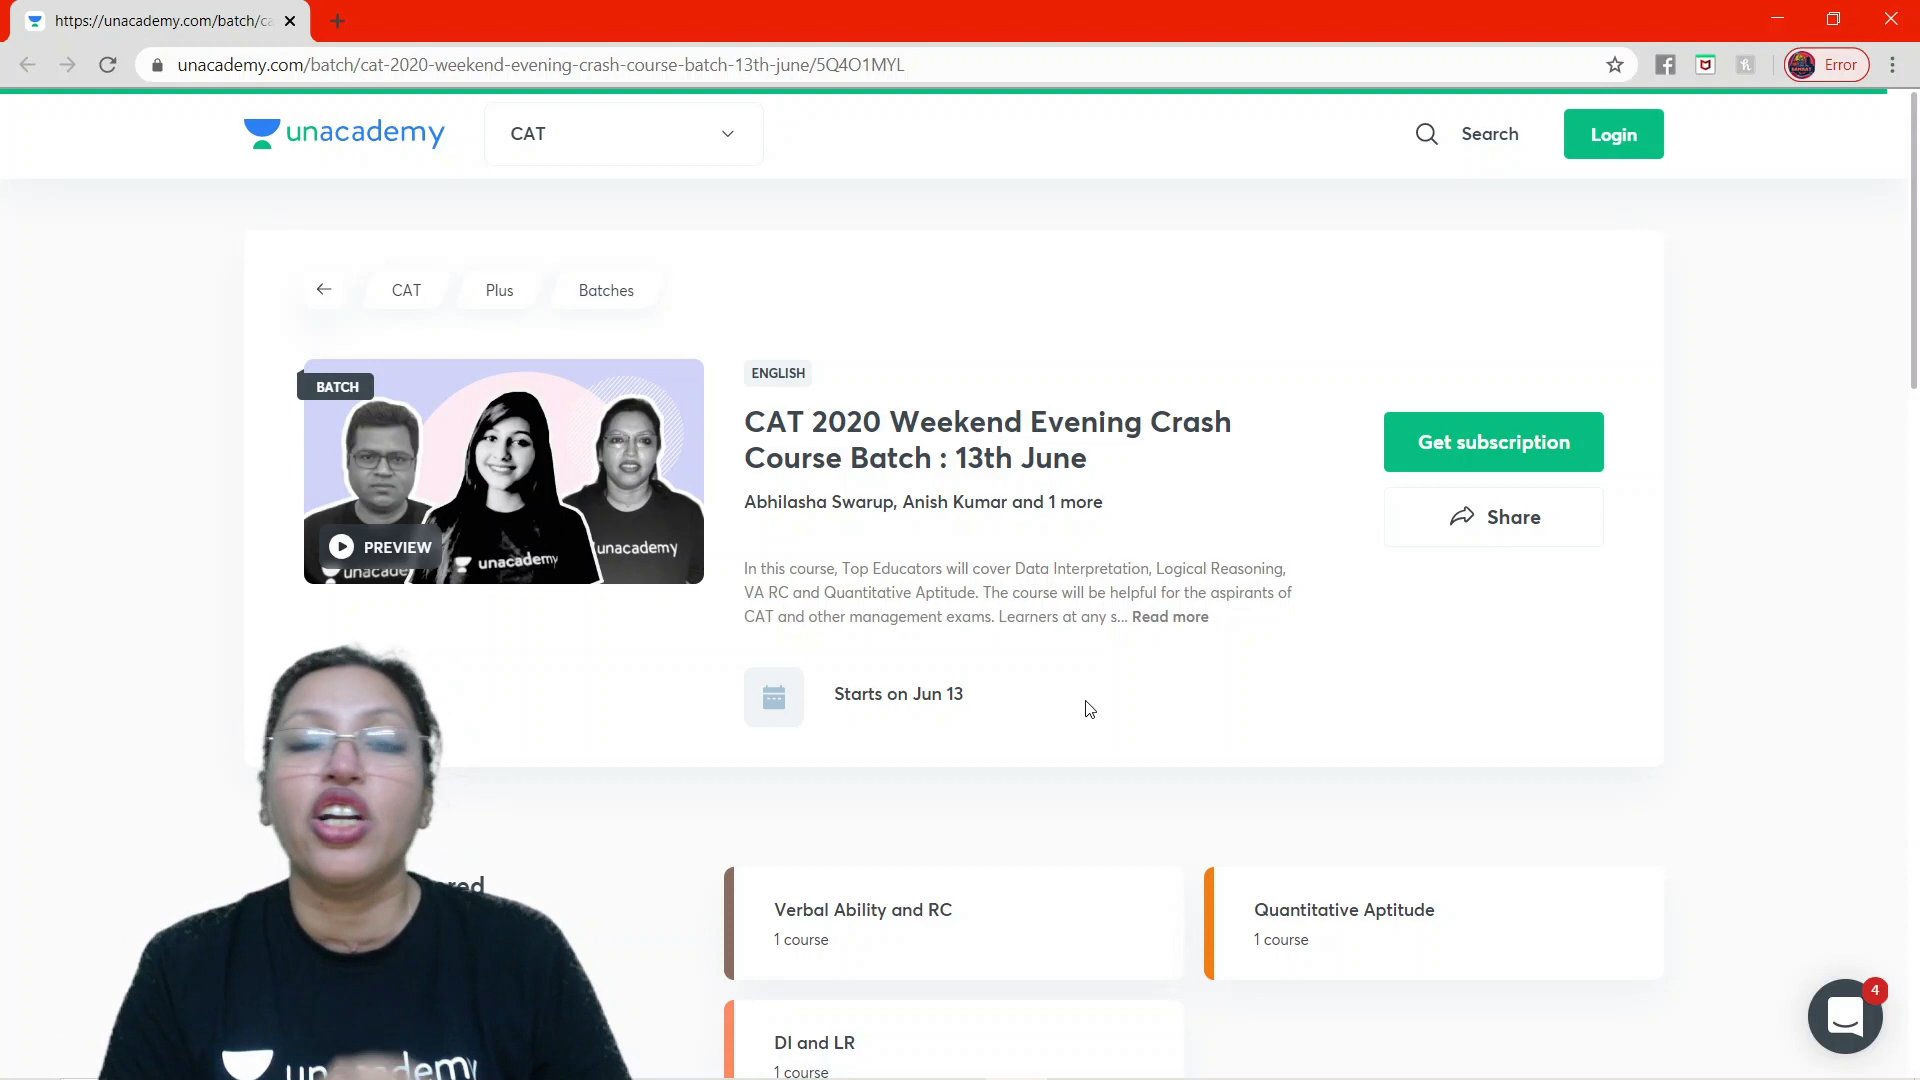 https://unacademy.com/batch/ca
unacademy.com/batch/cat-2020-weekend-evening-crash-course-batch-13th-june/5Q4O1MYL
Error
unacademy
CAT
Search
Login
CAT
Plus
Batches
BATCH
PREVIEW
unacade
unacademy
unacademy
ENGLISH
CAT 2020 Weekend Evening Crash
Course Batch : 13th June
Abhilasha Swarup, Anish Kumar and 1 more
In this course, Top Educators will cover Data Interpretation, Logical Reasoning,
VA RC and Quantitative Aptitude. The course will be helpful for the aspirants of
CAT and other management exams. Learners at any s... Read more
Starts on Jun 13
Get subscription
Share
Verbal Ability and RC
1 course
Quantitative Aptitude
1 course
DI and LR
1 course
4